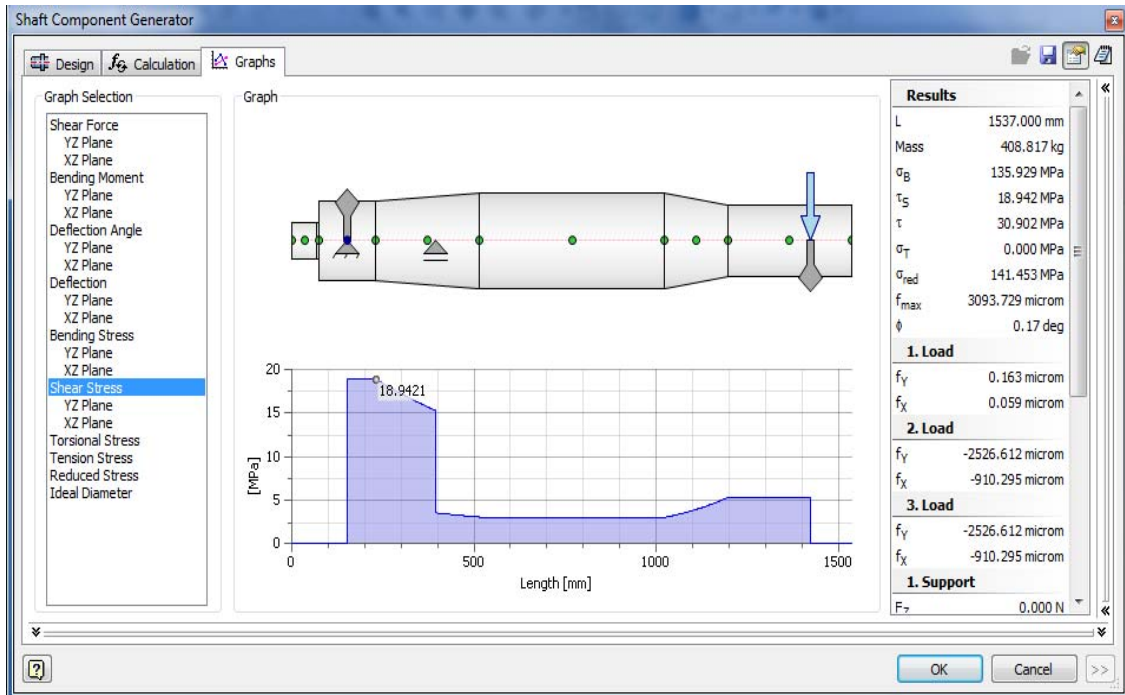 Shaft Component Generator
Design
Calculation
Graphs
Graph Selection
Shear Force
YZ Plane
XZ Plane
Bending Moment
YZ Plane
XZ Plane
Deflection Angle
YZ Plane
XZ Plane
Deflection
YZ Plane
XZ Plane
Bending Stress
YZ Plane
XZ Plane
Shear Stress
YZ Plane
XZ Plane
Torsional Stress
Tension Stress
Reduced Stress
Ideal Diameter
Graph
20
18.9421
15
10
5
0
[MPa]
0 500 1000 1500
Length [mm]
Results
L 1537.000 mm
Mass 408.817 kg
σB 135.929 MPa
τS 18.942 MPa
τ 30.902 MPa
σT 0.000 MPa
σred 141.453 MPa
fmax 3093.729 microm
ϕ 0.17 deg
1. Load
fY 0.163 microm
fX 0.059 microm
2. Load
fY -2526.612 microm
fX -910.295 microm
3. Load
fY -2526.612 microm
fX -910.295 microm
1. Support
FZ 0.000 N
OK
Cancel
>>